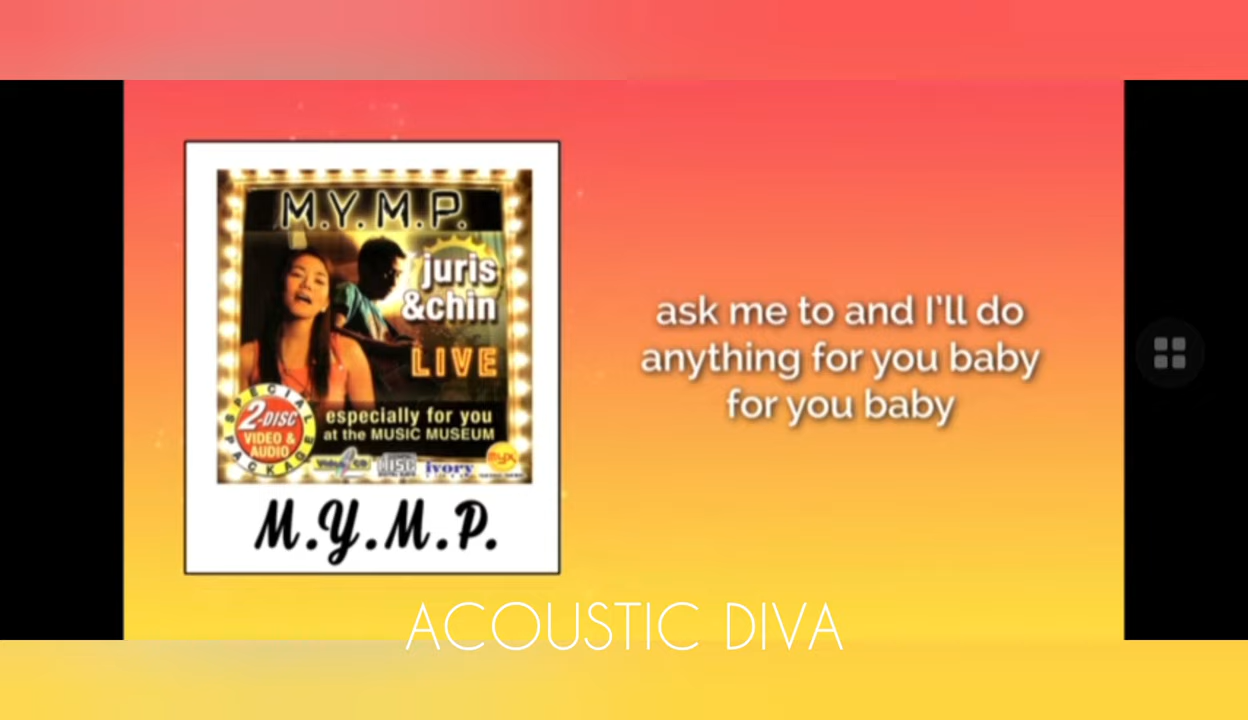 M.Y.M.P.
juris
&chin
LIVE
especially for you
at the MUSIC MUSEUM
SPECIAL
2-DISC
VIDEO &
AUDIO
PACKAGE
ivory
myx
M.Y.M.P.
ask me to and I'll do
anything for you baby
for you baby
ACOUSTIC DIVA